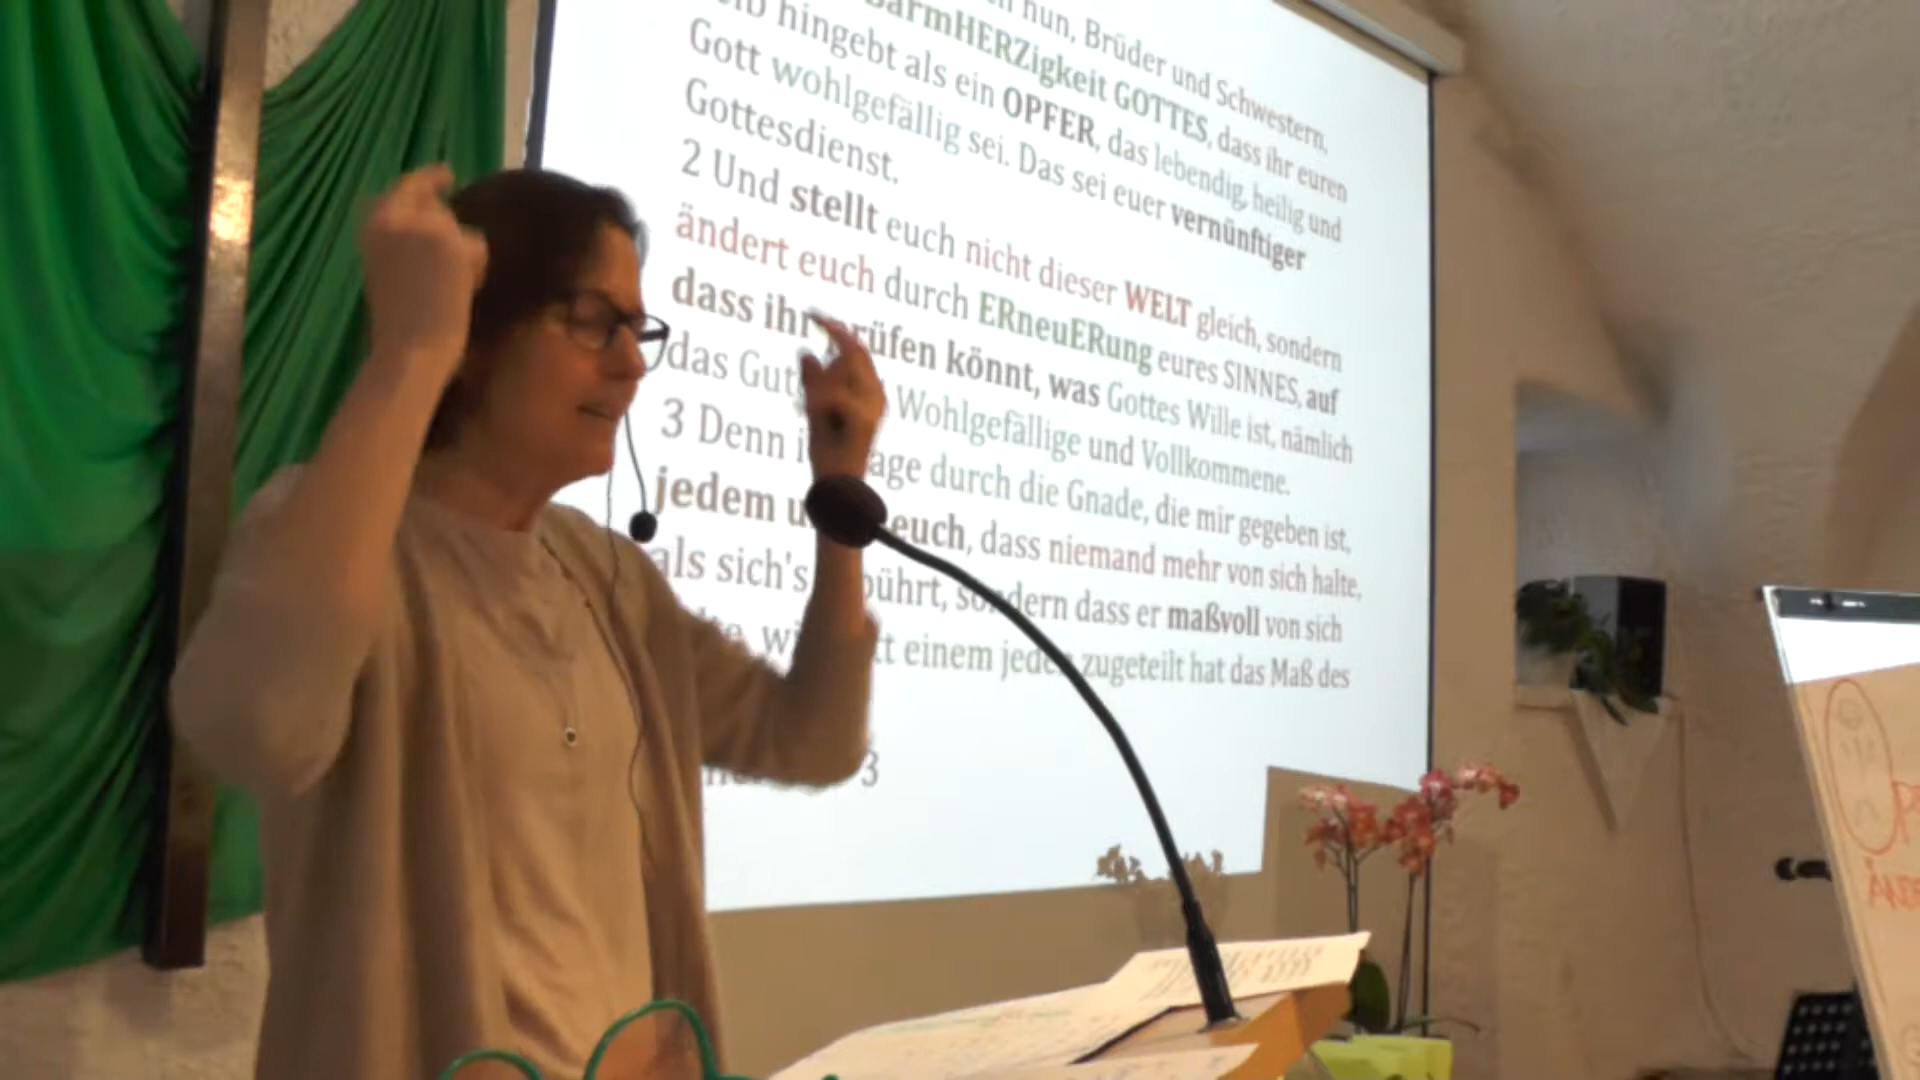 nun, Brüder und Schwestern,
BarmHERZigkeit GOTTES, dass ihr euren
hingebt als ein OPFER, das lebendig, heilig und
Gott wohlgefällig sei. Das sei euer vernünftiger
Gottesdienst.
2 Und stellt euch nicht dieser WELT gleich, sondern
ändert euch durch ERneuERung eures SINNES, auf
dass ihr prüfen könnt, was Gottes Wille ist, nämlich
das Gute Wohlgefällige und Vollkommene.
3 Denn durch die Gnade, die mir gegeben ist,
jedem euch, dass niemand mehr von sich halte,
als sich's sondern dass er maßvoll von sich
einem jeden zugeteilt hat das Maß des
3